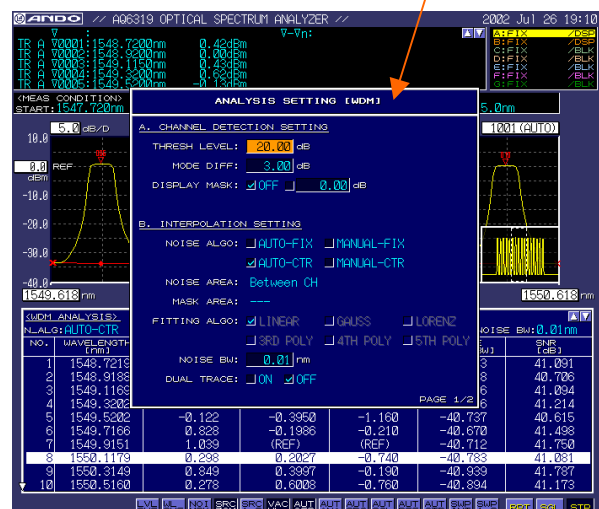 ANDO // AQ6319 OPTICAL SPECTRUM ANALYZER // 2002 Jul 26 19:10
∇ : ∇-∇n:
TR A ∇0001:1548.7200nm 0.42dBm
TR A ∇0002:1548.9200nm 0.00dBm
TR A ∇0003:1549.1150nm 0.43dBm
TR A ∇0004:1549.3200nm 0.62dBm
TR A ∇0005:1549.5200nm -0.13dBm
A:FIX /DSP
B:FIX /DSP
C:FIX /BLK
D:FIX /BLK
E:FIX /BLK
F:FIX /BLK
G:FIX /BLK
<MEAS CONDITION>
START:1547.720nm 5.0nm
5.0 dB/D 1001(AUTO)
10.0
0.0 REF
dBm
-10.0
-20.0
-30.0
-40.0
1549.618 nm 1550.618 nm
ANALYSIS SETTING [WDM]
A. CHANNEL DETECTION SETTING
THRESH LEVEL: 20.00 dB
MODE DIFF: 3.00 dB
DISPLAY MASK: OFF 0.00 dB
B. INTERPOLATION SETTING
NOISE ALGO: AUTO-FIX MANUAL-FIX
AUTO-CTR MANUAL-CTR
NOISE AREA: Between CH
MASK AREA: ---
FITTING ALGO: LINEAR GAUSS LORENZ
3RD POLY 4TH POLY 5TH POLY
NOISE BW: 0.01 nm
DUAL TRACE: ON OFF
PAGE 1/2
<WDM ANALYSIS>
N.ALG:AUTO-CTR NOISE BW:0.01nm
NO. WAVELENGTH [nm] SNR [dB]
1 1548.7219 41.091
2 1548.9188 40.706
3 1549.1169 41.094
4 1549.3202 41.214
5 1549.5202 -0.122 -0.3950 -1.160 -40.737 40.615
6 1549.7166 0.828 -0.1986 -0.210 -40.670 41.498
7 1549.9151 1.039 (REF) (REF) -40.712 41.750
8 1550.1179 0.298 0.2027 -0.740 -40.783 41.081
9 1550.3149 0.849 0.3997 -0.190 -40.939 41.787
10 1550.5160 0.278 0.6008 -0.760 -40.894 41.173
NOI SRC SRC VAC AUT AUT AUT AUT AUT AUT SWP SWP RPT SGL STP